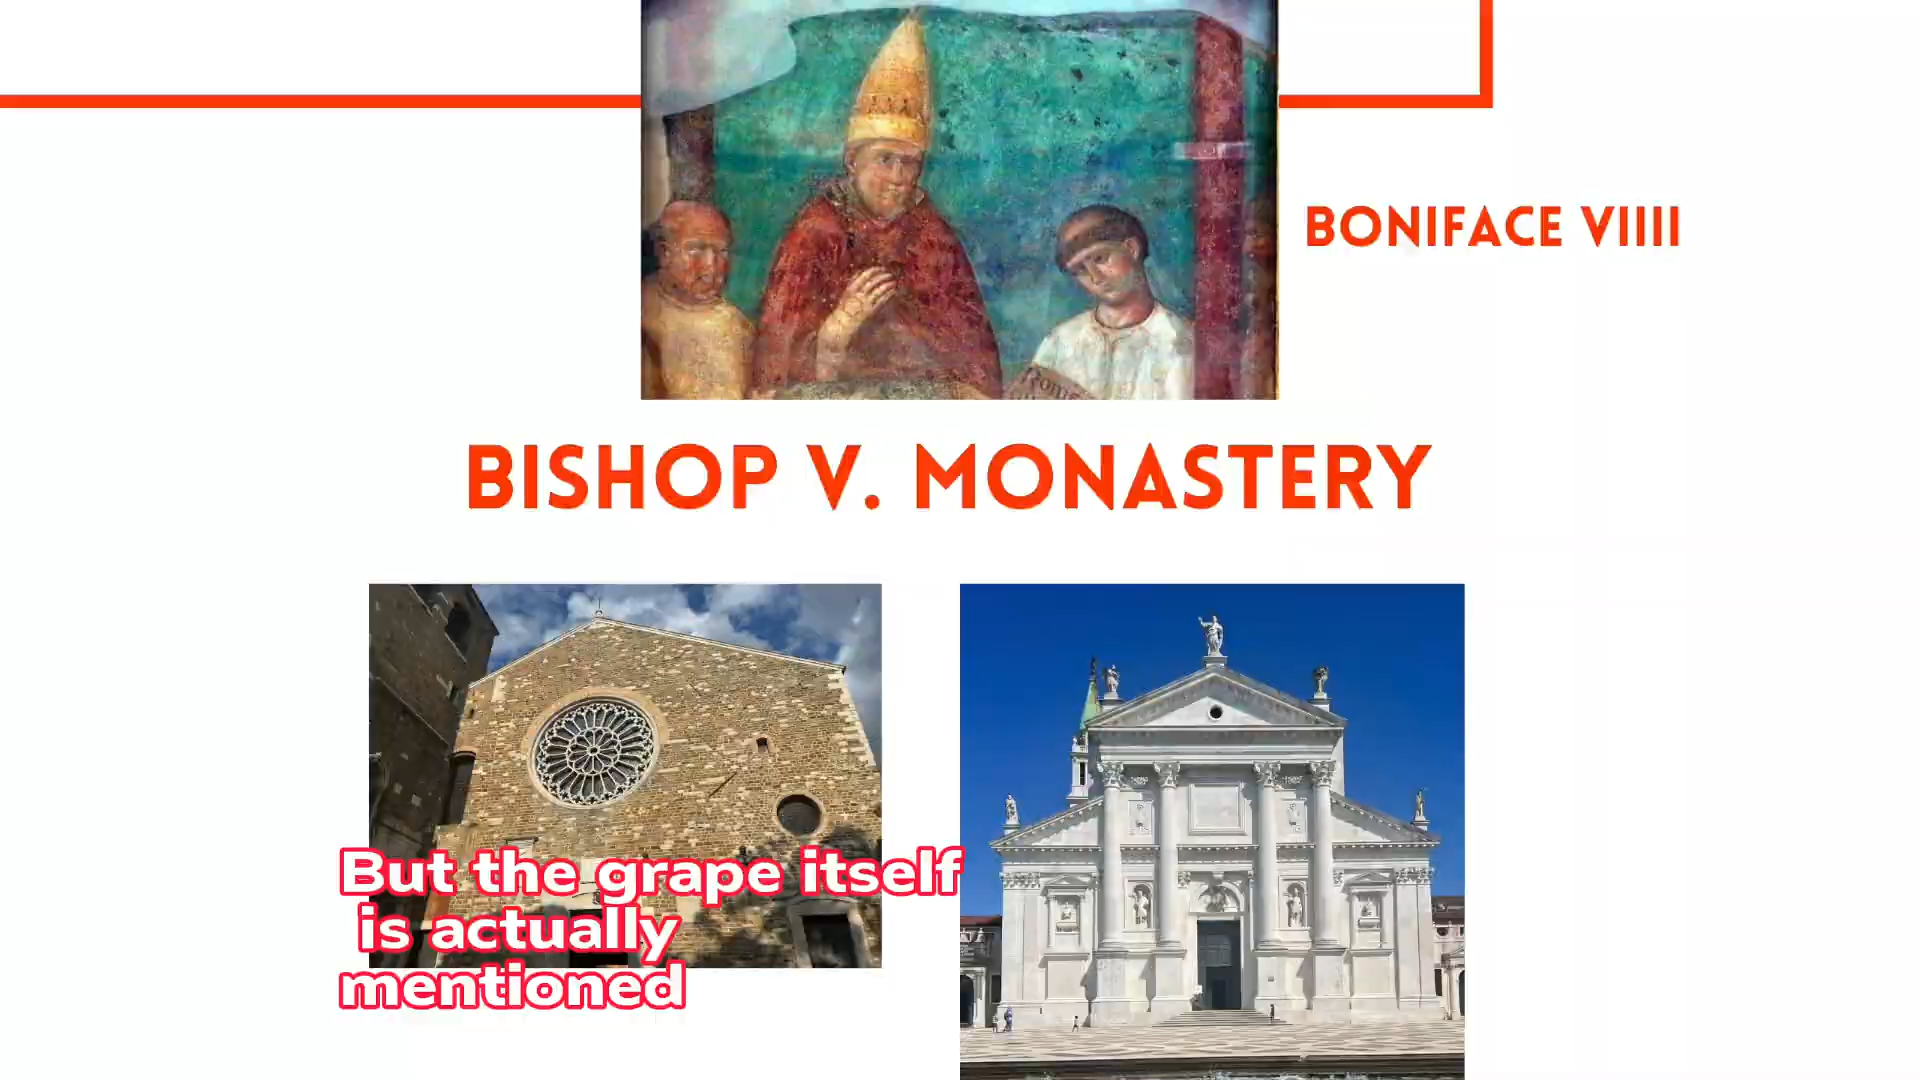 BONIFACE VIIII
BISHOP V. MONASTERY
But the grape itself
is actually
mentioned